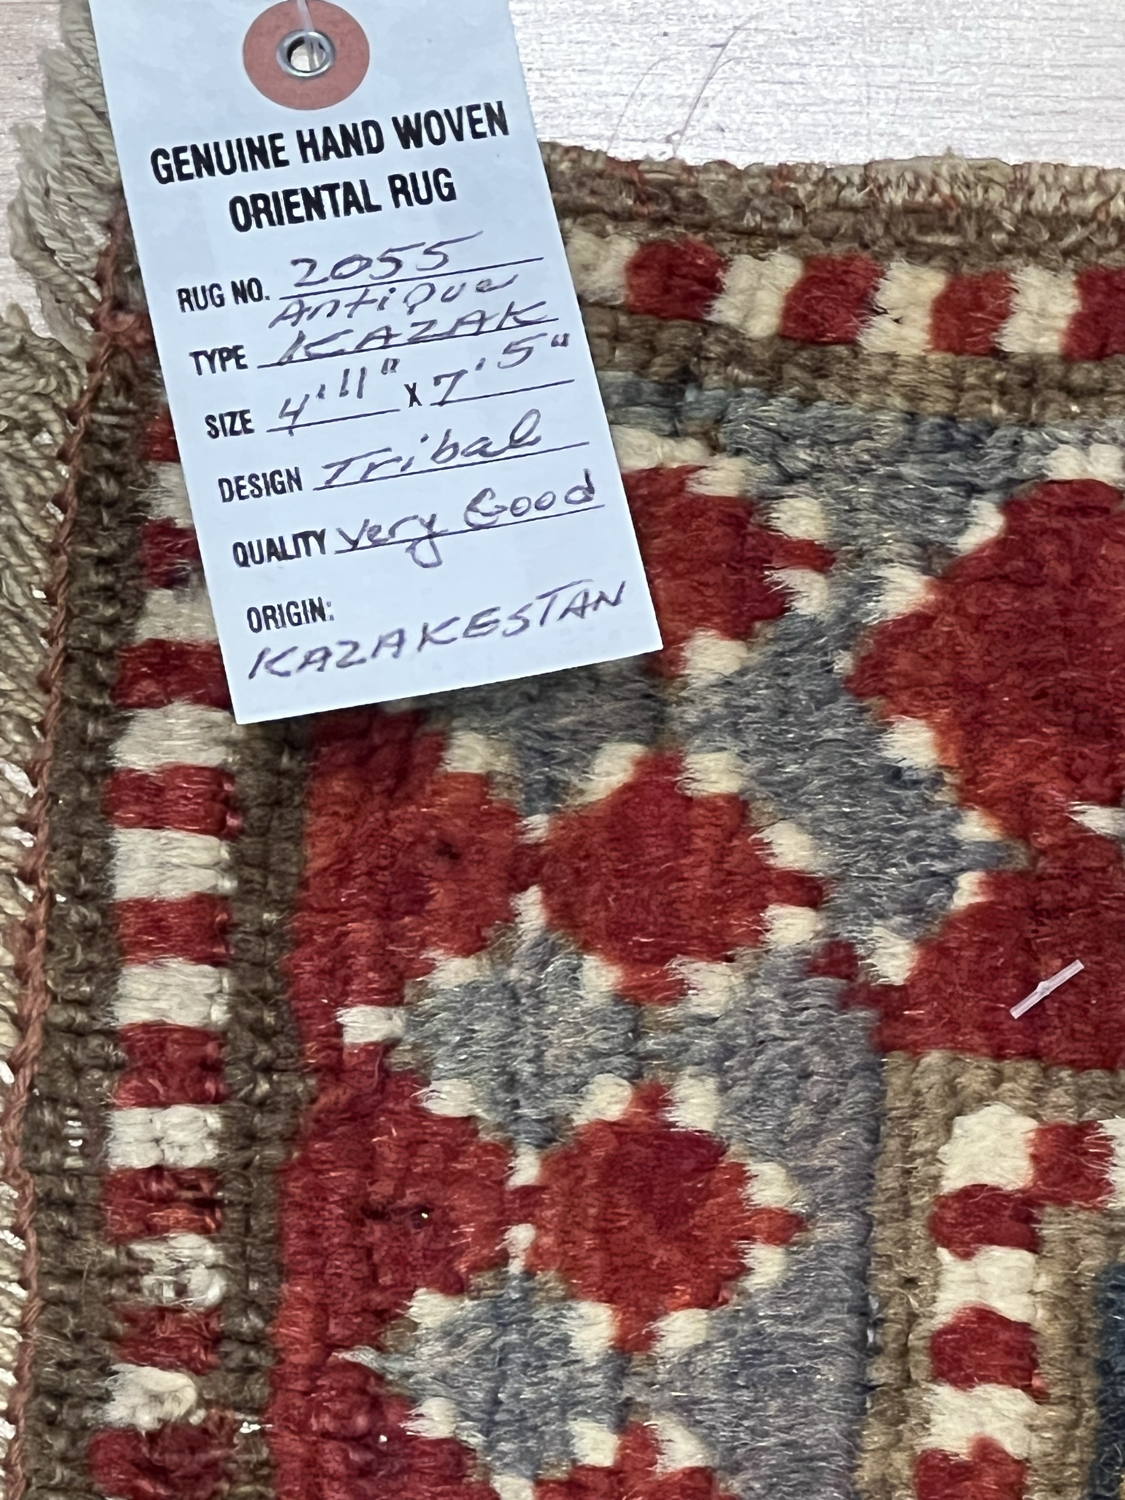 GENUINE HAND WOVEN
ORIENTAL RUG
RUG NO. 2055
Antique
TYPE KAZAK
SIZE 4'11" X 7'5"
DESIGN Tribal
QUALITY Very Good
ORIGIN:
KAZAKESTAN